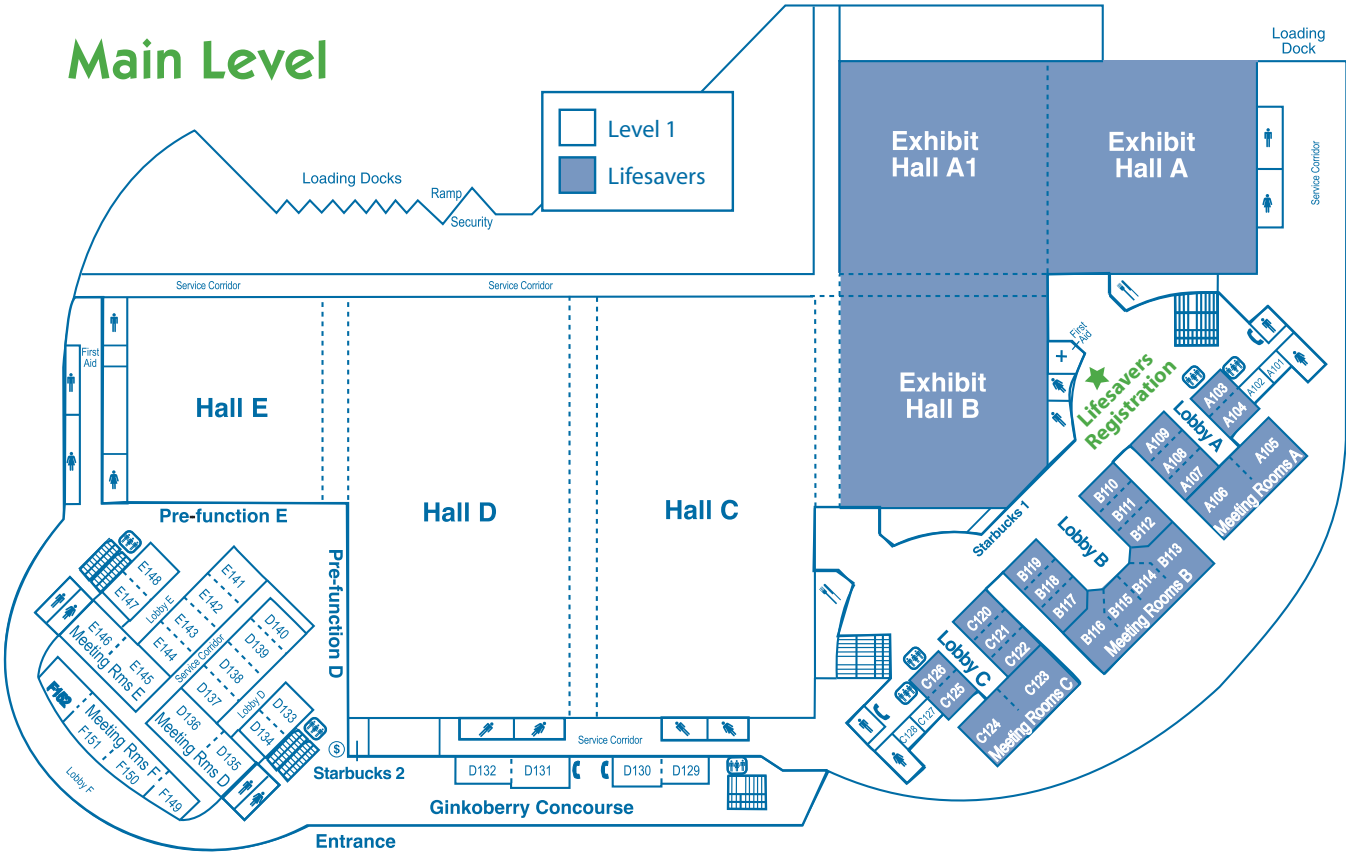 Main Level
Loading
Dock
Level 1
Lifesavers
Exhibit
Hall A1
Exhibit
Hall A
Service Corridor
Loading Docks
Ramp
Security
Service Corridor
Service Corridor
First
Aid
Hall E
Hall D
Hall C
Exhibit
Hall B
First
Aid
Lifesavers
Registration
A101
A102
A103
A104
Lobby A
A105
A106
Meeting Rooms A
A109
A108
A107
Starbucks 1
B110
B111
B112
Lobby B
B113
B114
B115
B116
Meeting Rooms B
B119
B118
B117
C120
C121
C122
Lobby C
C123
C124
Meeting Rooms C
C126
C125
C127
C128
Pre-function E
Pre-function D
E148
E147
Lobby E
E141
E142
E143
E144
E146
E145
Meeting Rms E
Service Corridor
D140
D139
D138
D137
Lobby D
D133
D134
D136
D135
Meeting Rms D
F152
F151
F150
F149
Meeting Rms F
Lobby F
$
Starbucks 2
Service Corridor
D132
D131
D130
D129
Ginkoberry Concourse
Entrance